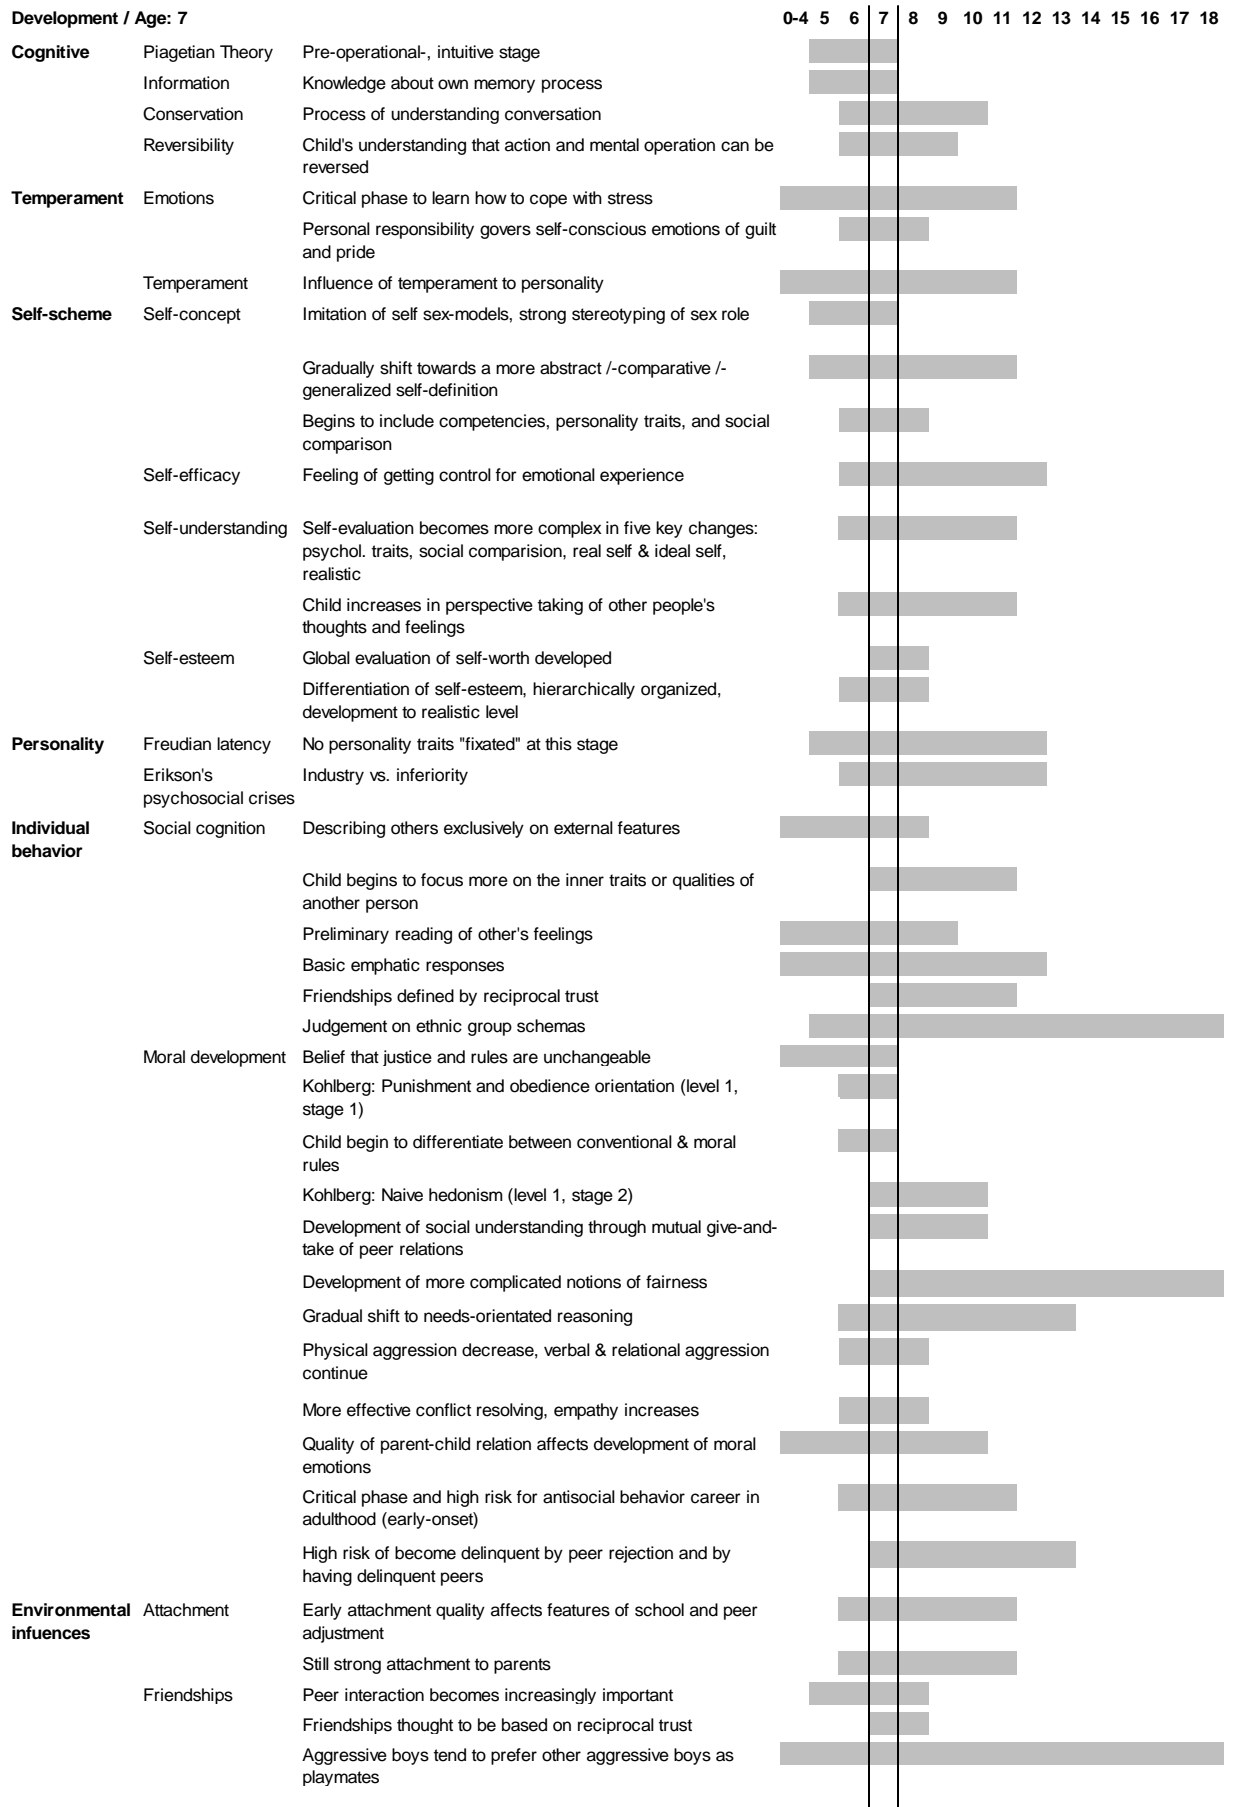 Development / Age: 7 0-4 5 6 7 8 9 10 11 12 13 14 15 16 17 18
Cognitive Piagetian Theory Pre-operational-, intuitive stage
Information Knowledge about own memory process
Conservation Process of understanding conversation
Reversibility Child's understanding that action and mental operation can be
reversed
Temperament Emotions Critical phase to learn how to cope with stress
Personal responsibility governs self-conscious emotions of guilt
and pride
Temperament Influence of temperament to personality
Self-scheme Self-concept Imitation of self sex-models, strong stereotyping of sex role
Gradually shift towards a more abstract /-comparative /-
generalized self-definition
Begins to include competencies, personality traits, and social
comparison
Self-efficacy Feeling of getting control for emotional experience
Self-understanding Self-evaluation becomes more complex in five key changes:
psychol. traits, social comparision, real self & ideal self,
realistic
Child increases in perspective taking of other people's
thoughts and feelings
Self-esteem Global evaluation of self-worth developed
Differentiation of self-esteem, hierarchically organized,
development to realistic level
Personality Freudian latency No personality traits "fixated" at this stage
Erikson's Industry vs. inferiority
psychosocial crises
Individual Social cognition Describing others exclusively on external features
behavior
Child begins to focus more on the inner traits or qualities of
another person
Preliminary reading of other's feelings
Basic emphatic responses
Friendships defined by reciprocal trust
Judgement on ethnic group schemas
Moral development Belief that justice and rules are unchangeable
Kohlberg: Punishment and obedience orientation (level 1,
stage 1)
Child begin to differentiate between conventional & moral
rules
Kohlberg: Naive hedonism (level 1, stage 2)
Development of social understanding through mutual give-and-
take of peer relations
Development of more complicated notions of fairness
Gradual shift to needs-orientated reasoning
Physical aggression decrease, verbal & relational aggression
continue
More effective conflict resolving, empathy increases
Quality of parent-child relation affects development of moral
emotions
Critical phase and high risk for antisocial behavior career in
adulthood (early-onset)
High risk of become delinquent by peer rejection and by
having delinquent peers
Environmental Attachment Early attachment quality affects features of school and peer
infuences adjustment
Still strong attachment to parents
Friendships Peer interaction becomes increasingly important
Friendships thought to be based on reciprocal trust
Aggressive boys tend to prefer other aggressive boys as
playmates